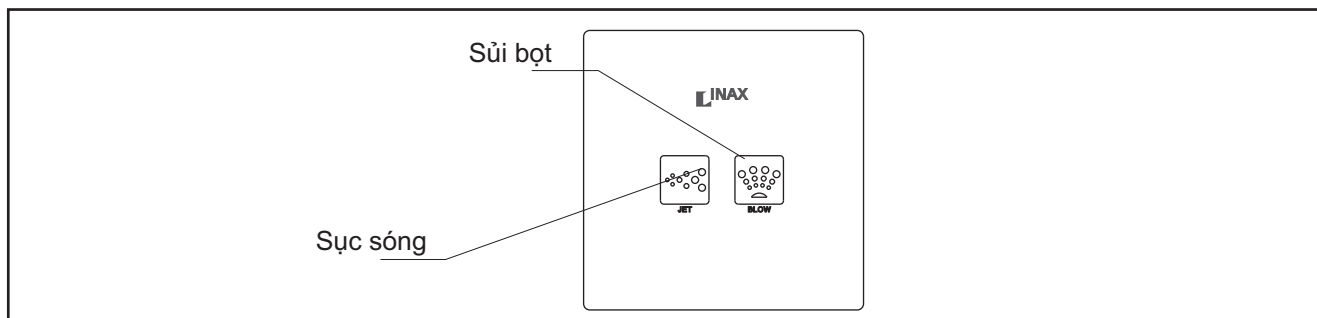 Sủi bọt
INAX
JET
BLOW
Sục sóng